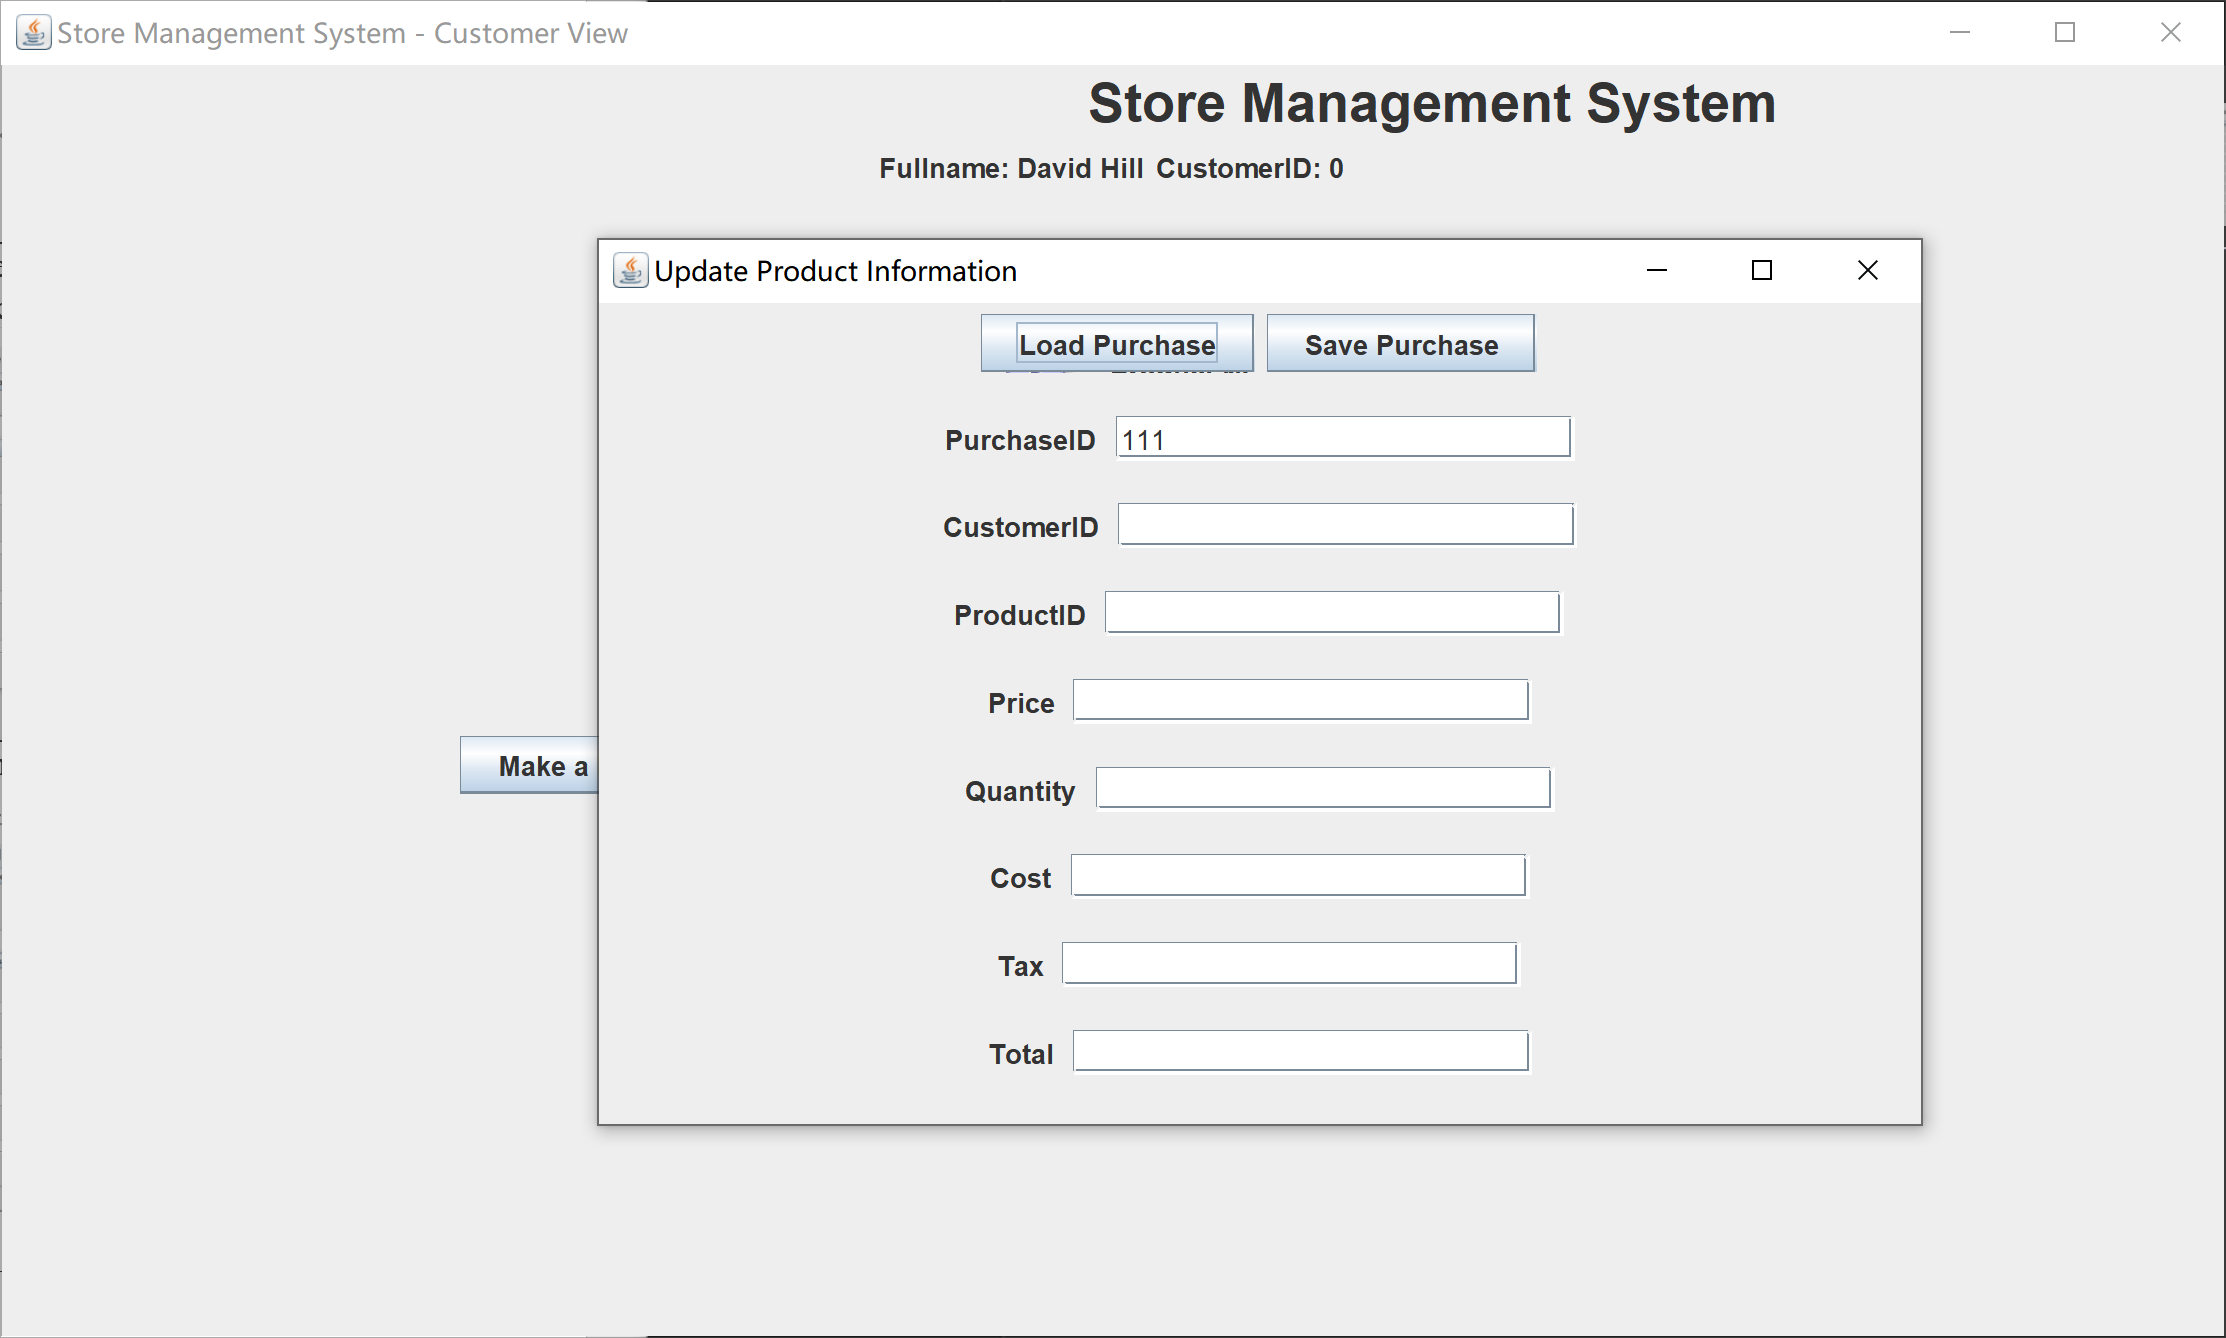 Store Management System - Customer View
Store Management System
Fullname: David Hill CustomerID: 0
Update Product Information
Load Purchase Save Purchase
PurchaseID 111
CustomerID
ProductID
Price
Make a
Quantity
Cost
Tax
Total